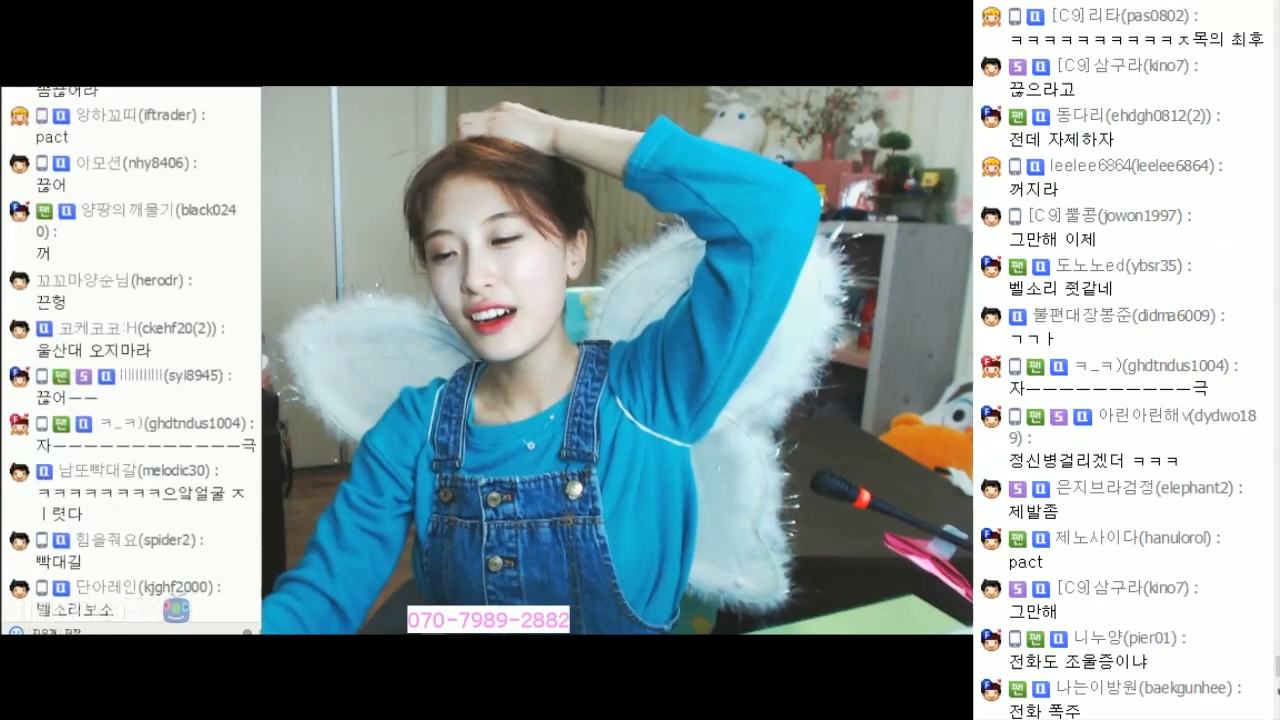 좀끊어라
앙하꼬띠(iftrader) :
pact
이모션(nhy8406) :
끊어
양팡의깨물기(black024
0) :
꺼
꼬꼬마양순님(herodr) :
끈헝
코케코코:H(ckehf20(2)) :
울산대 오지마라
llllllllll(syi8945) :
끊어ㅡㅡ
ㅋ_ㅋ)(ghdtndus1004) :
자ㅡㅡㅡㅡㅡㅡㅡㅡㅡㅡㅡㅡ극
남또빡대갈(melodic30) :
ㅋㅋㅋㅋㅋㅋㅋㅋ으앜얼굴 ㅈ
ㅣ렷다
힘을줘요(spider2) :
빡대길
단아레인(kjghf2000) :
벨소리보소
070-7989-2882
[C9]리타(pas0802) :
ㅋㅋㅋㅋㅋㅋㅋㅋㅋㅋㅈ목의 최후
[C9]삼구라(kino7) :
끊으라고
동다리(ehdgh0812(2)) :
전데 자제하자
leelee6864(leelee6864) :
꺼지라
[C9]뿔콩(jowon1997) :
그만해 이제
도노노ed(ybsr35) :
벨소리 쩟같네
불편대장봉준(didma6009) :
ㄱㄱㅏ
ㅋ_ㅋ)(ghdtndus1004) :
자ㅡㅡㅡㅡㅡㅡㅡㅡㅡㅡ극
아린아린해v(dydwo18
9) :
정신병걸리겠더 ㅋㅋㅋ
은지브라검정(elephant2) :
제발좀
제노사이다(hanulorol) :
pact
[C9]삼구라(kino7) :
그만해
니누양(pier01) :
전화도 조울증이냐
나는이방원(baekgunhee) :
전화 폭주